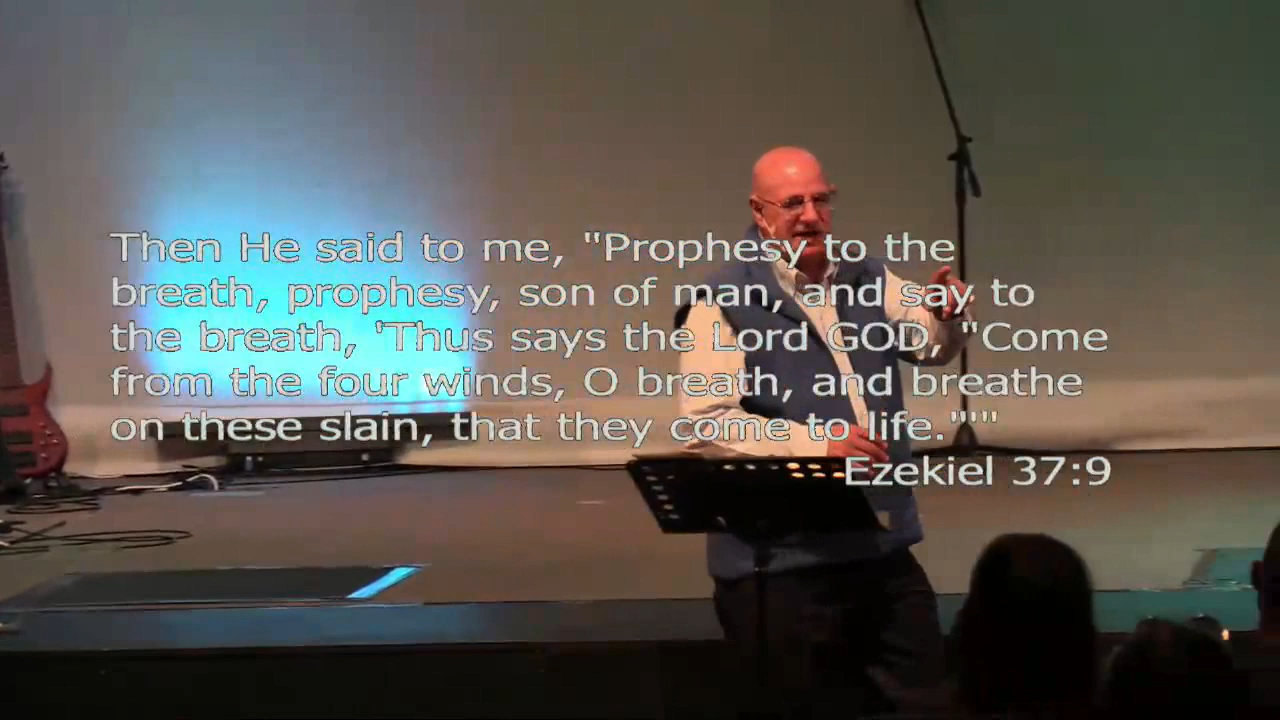 Then He said to me, "Prophesy to the
breath, prophesy, son of man, and say to
the breath, 'Thus says the Lord GOD, "Come
from the four winds, O breath, and breathe
on these slain, that they come to life."'"
Ezekiel 37:9